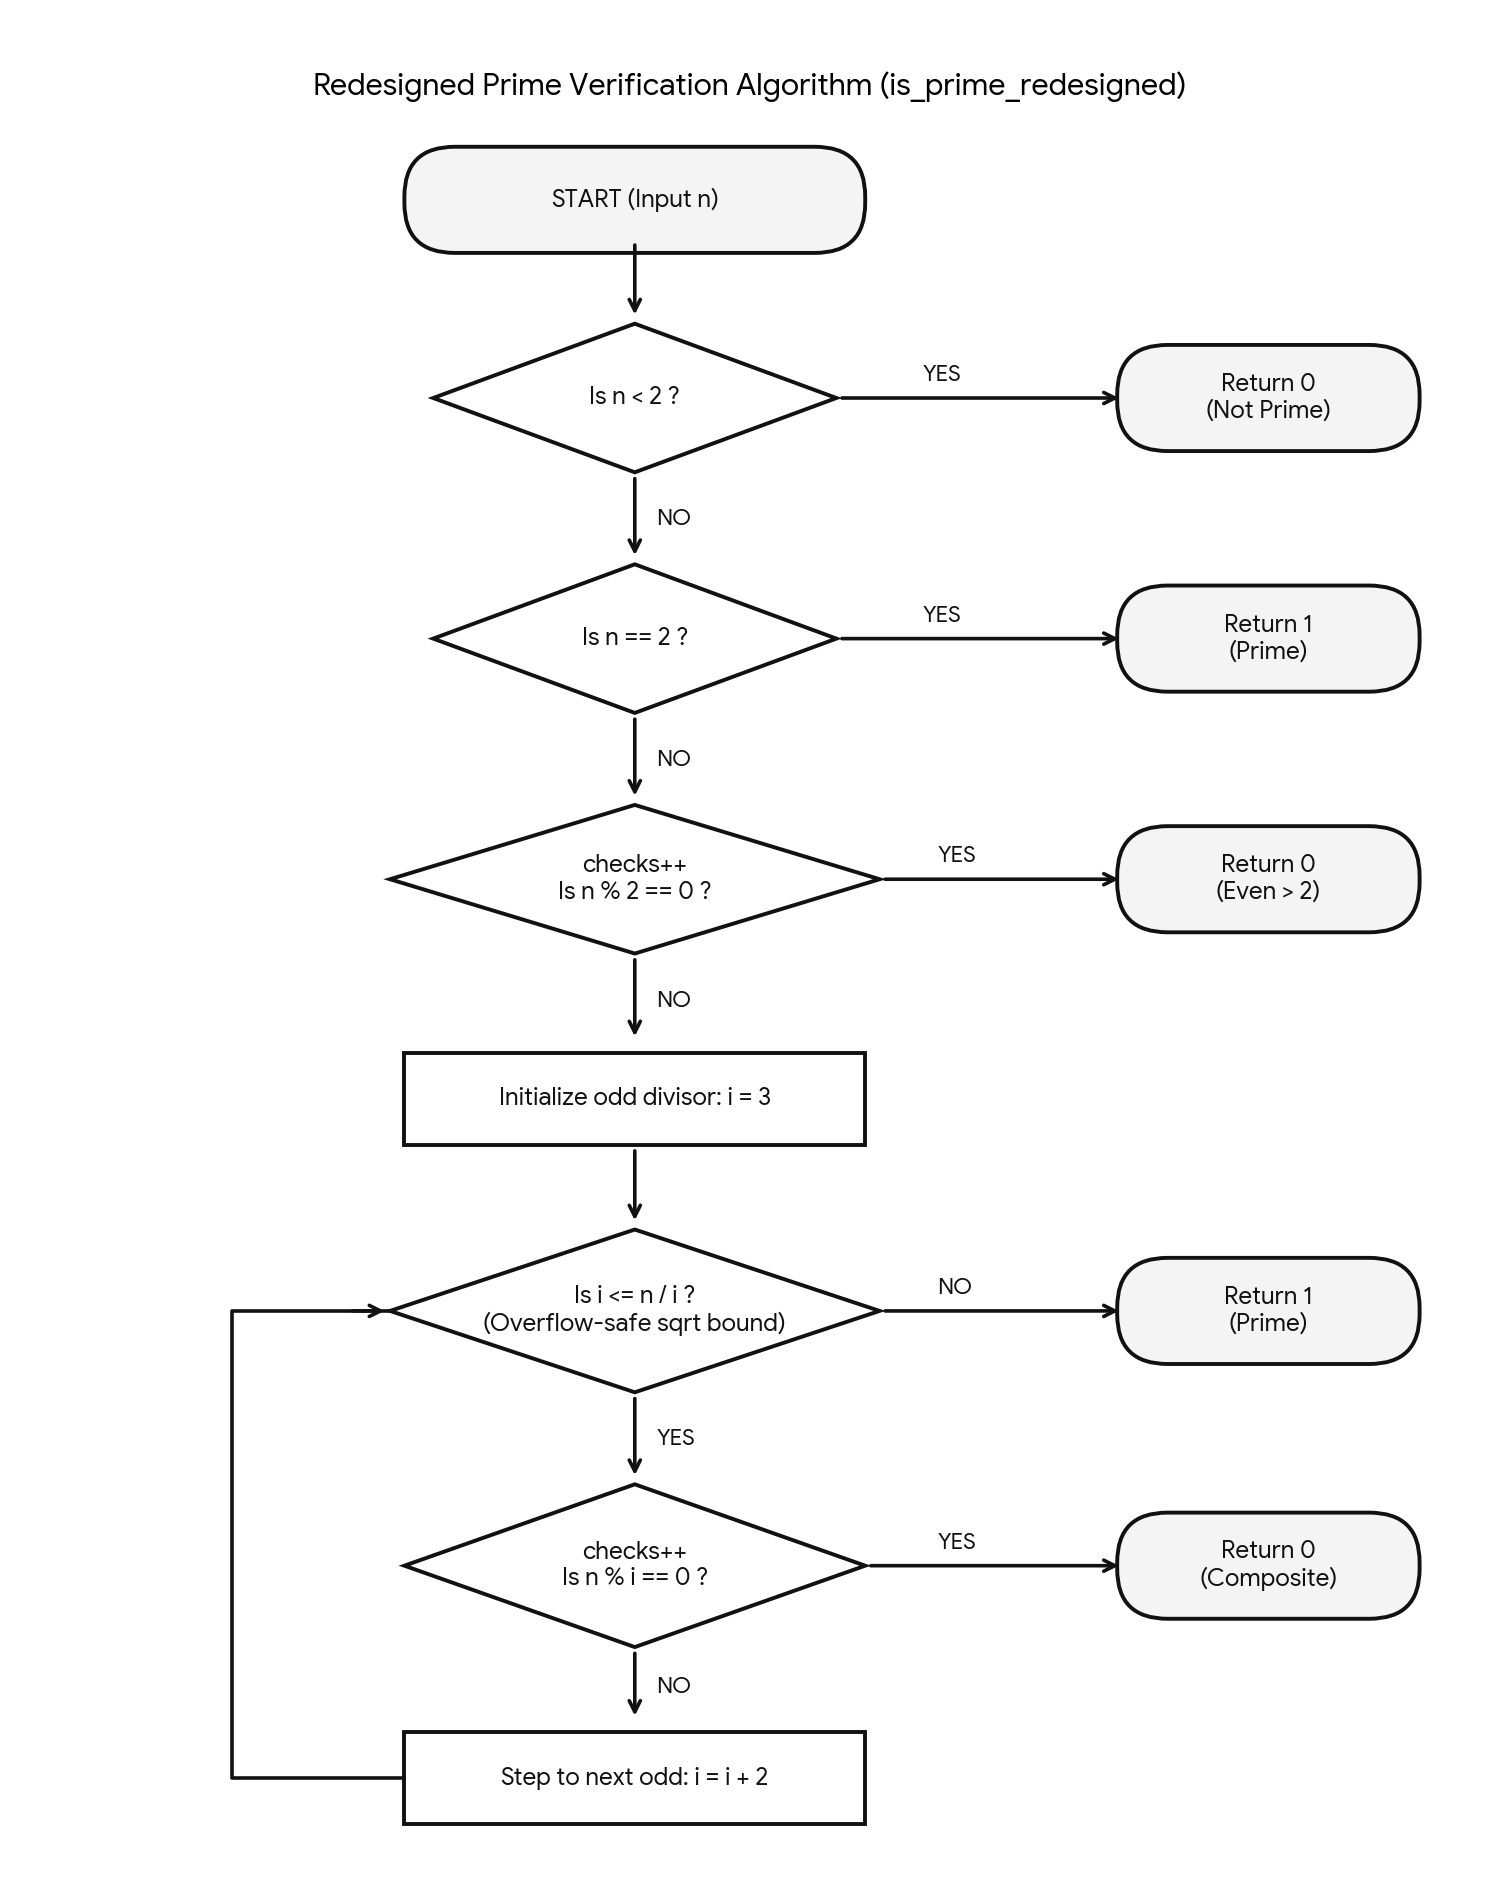 Redesigned Prime Verification Algorithm (is_prime_redesigned)
START (Input n)
Is n < 2 ?
YES
Return 0
(Not Prime)
NO
Is n == 2 ?
YES
Return 1
(Prime)
NO
checks++
Is n % 2 == 0 ?
YES
Return 0
(Even > 2)
NO
Initialize odd divisor: i = 3
Is i <= n / i ?
(Overflow-safe sqrt bound)
NO
Return 1
(Prime)
YES
checks++
Is n % i == 0 ?
YES
Return 0
(Composite)
NO
Step to next odd: i = i + 2